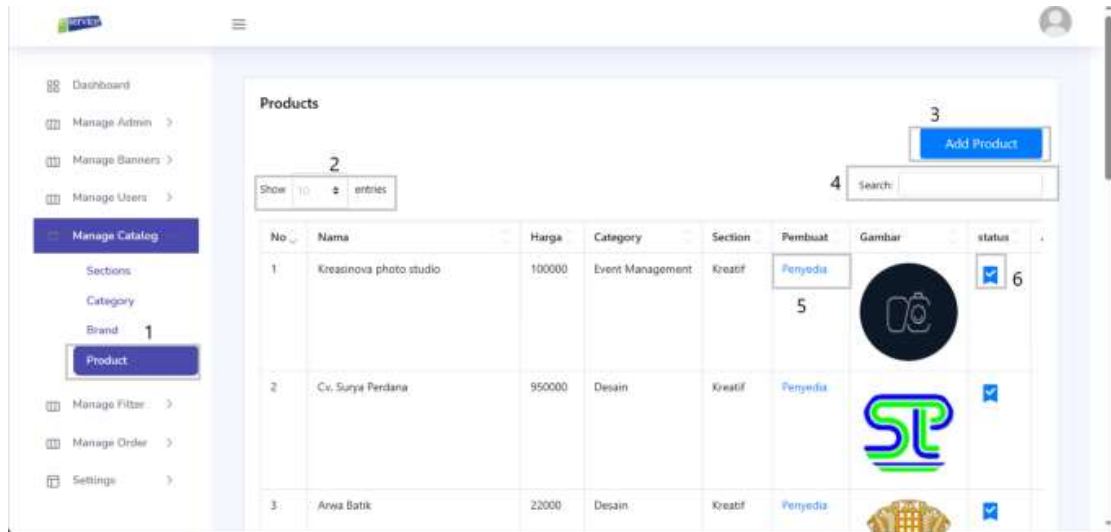 SERVICE
Dashboard
Manage Admin
Manage Banners
Manage Users
Manage Catalog
Sections
Category
Brand
1
Product
Manage Filter
Manage Order
Settings
Products
3
Add Product
2
Show 10 entries
4
Search:
No Nama Harga Category Section Pembuat Gambar status
1 Kreasinova photo studio 100000 Event Management Kreatif Penyedia
6
5
2 Cv. Surya Perdana 950000 Desain Kreatif Penyedia
SP
3 Arwa Batik 22000 Desain Kreatif Penyedia